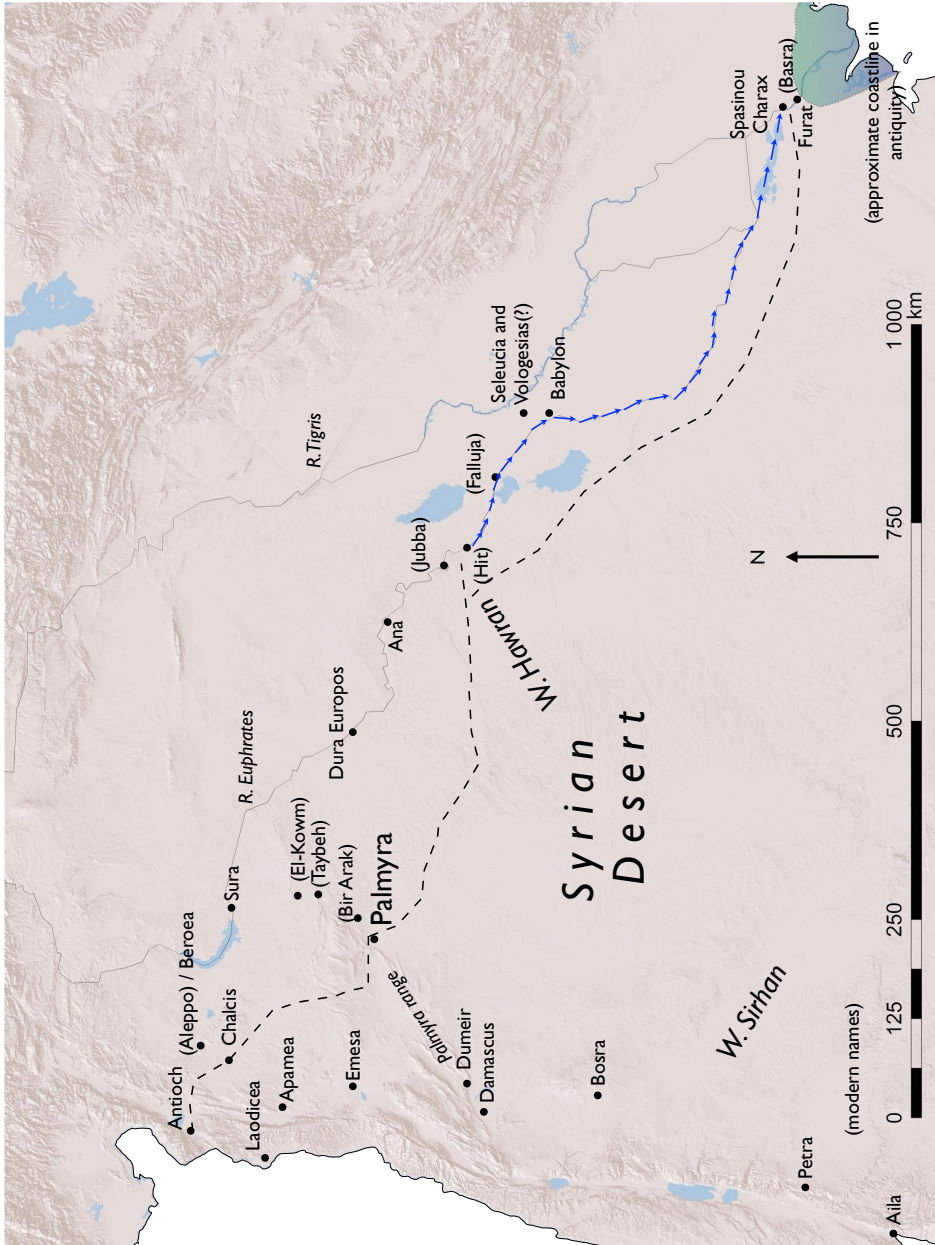 Antioch
(Aleppo) / Beroea
Chalcis
Laodicea
Apamea
Emesa
Sura
R. Euphrates
(El-Kowm)
(Taybeh)
(Bir Arak)
Palmyra
Palmyra range
Dumeir
Damascus
Bosra
Petra
Aila
W. Sirhan
Syrian
Desert
Dura Europos
Ana
(Jubba)
(Hit)
W. Hawran
R. Tigris
(Falluja)
Seleucia and
Vologesias(?)
Babylon
Spasinou
Charax
(Basra)
Furat
(approximate coastline in
antiquity)
N
(modern names)
0
125
250
500
750
1 000
km